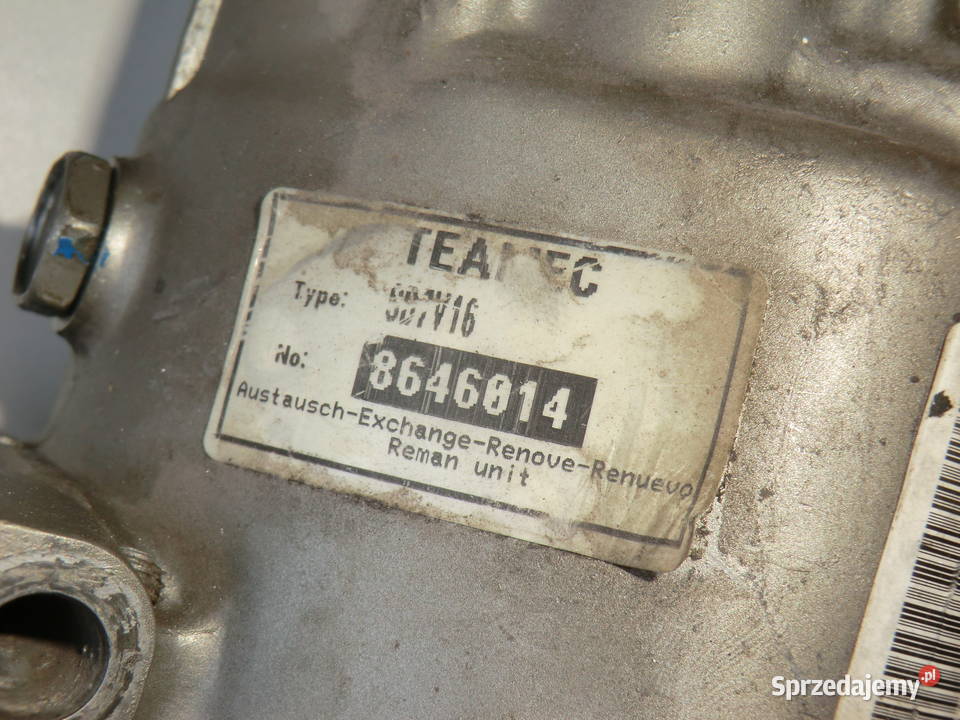 Type:
No: 8646014
Austausch-Exchange-Renove-Renuevo
Reman unit
Sprzedajemy.pl